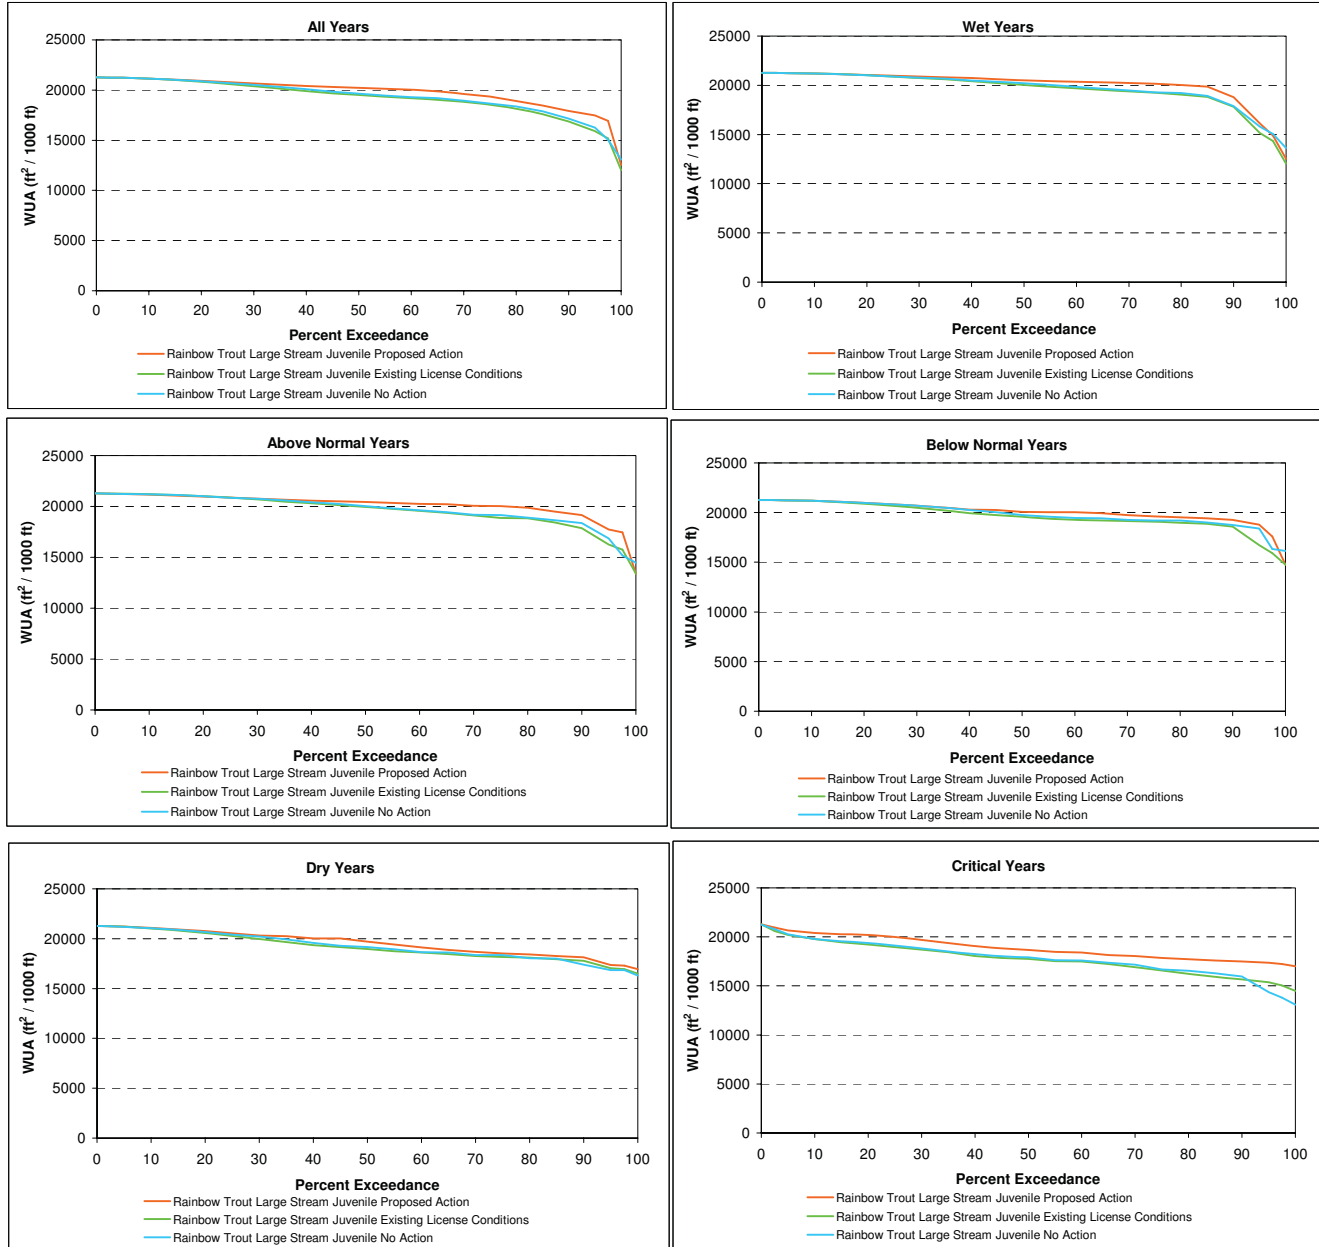 All Years
25000
20000
15000
10000
5000
0
WUA (ft² / 1000 ft)
0 10 20 30 40 50 60 70 80 90 100
Percent Exceedance
Rainbow Trout Large Stream Juvenile Proposed Action
Rainbow Trout Large Stream Juvenile Existing License Conditions
Rainbow Trout Large Stream Juvenile No Action
Wet Years
25000
20000
15000
10000
5000
0
WUA (ft² / 1000 ft)
0 10 20 30 40 50 60 70 80 90 100
Percent Exceedance
Rainbow Trout Large Stream Juvenile Proposed Action
Rainbow Trout Large Stream Juvenile Existing License Conditions
Rainbow Trout Large Stream Juvenile No Action
Above Normal Years
25000
20000
15000
10000
5000
0
WUA (ft² / 1000 ft)
0 10 20 30 40 50 60 70 80 90 100
Percent Exceedance
Rainbow Trout Large Stream Juvenile Proposed Action
Rainbow Trout Large Stream Juvenile Existing License Conditions
Rainbow Trout Large Stream Juvenile No Action
Below Normal Years
25000
20000
15000
10000
5000
0
WUA (ft² / 1000 ft)
0 10 20 30 40 50 60 70 80 90 100
Percent Exceedance
Rainbow Trout Large Stream Juvenile Proposed Action
Rainbow Trout Large Stream Juvenile Existing License Conditions
Rainbow Trout Large Stream Juvenile No Action
Dry Years
25000
20000
15000
10000
5000
0
WUA (ft² / 1000 ft)
0 10 20 30 40 50 60 70 80 90 100
Percent Exceedance
Rainbow Trout Large Stream Juvenile Proposed Action
Rainbow Trout Large Stream Juvenile Existing License Conditions
Rainbow Trout Large Stream Juvenile No Action
Critical Years
25000
20000
15000
10000
5000
0
WUA (ft² / 1000 ft)
0 10 20 30 40 50 60 70 80 90 100
Percent Exceedance
Rainbow Trout Large Stream Juvenile Proposed Action
Rainbow Trout Large Stream Juvenile Existing License Conditions
Rainbow Trout Large Stream Juvenile No Action